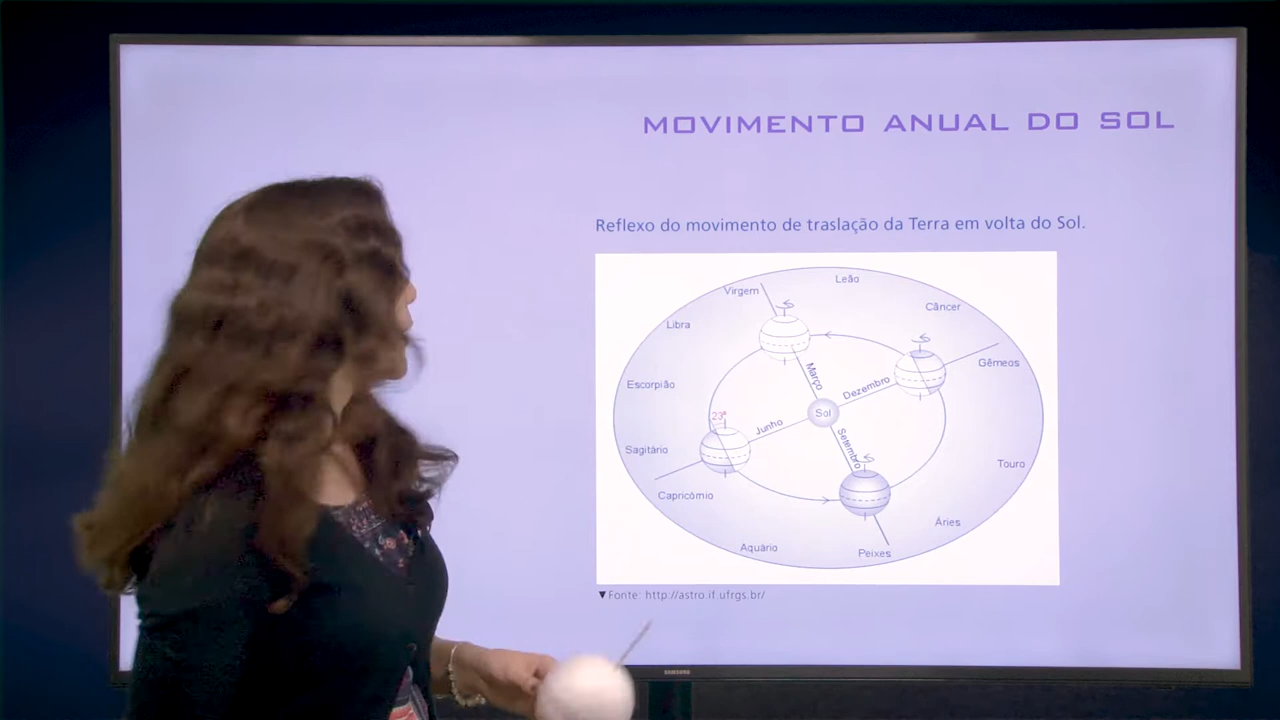 MOVIMENTO ANUAL DO SOL
Reflexo do movimento de traslação da Terra em volta do Sol.
Leão
Virgem
Câncer
Libra
Gêmeos
Março
Dezembro
Escorpião
Sol
23º
Junho
Setembro
Sagitário
Touro
Capricórnio
Áries
Aquário
Peixes
▼Fonte: http://astro.if.ufrgs.br/
SAMSUNG